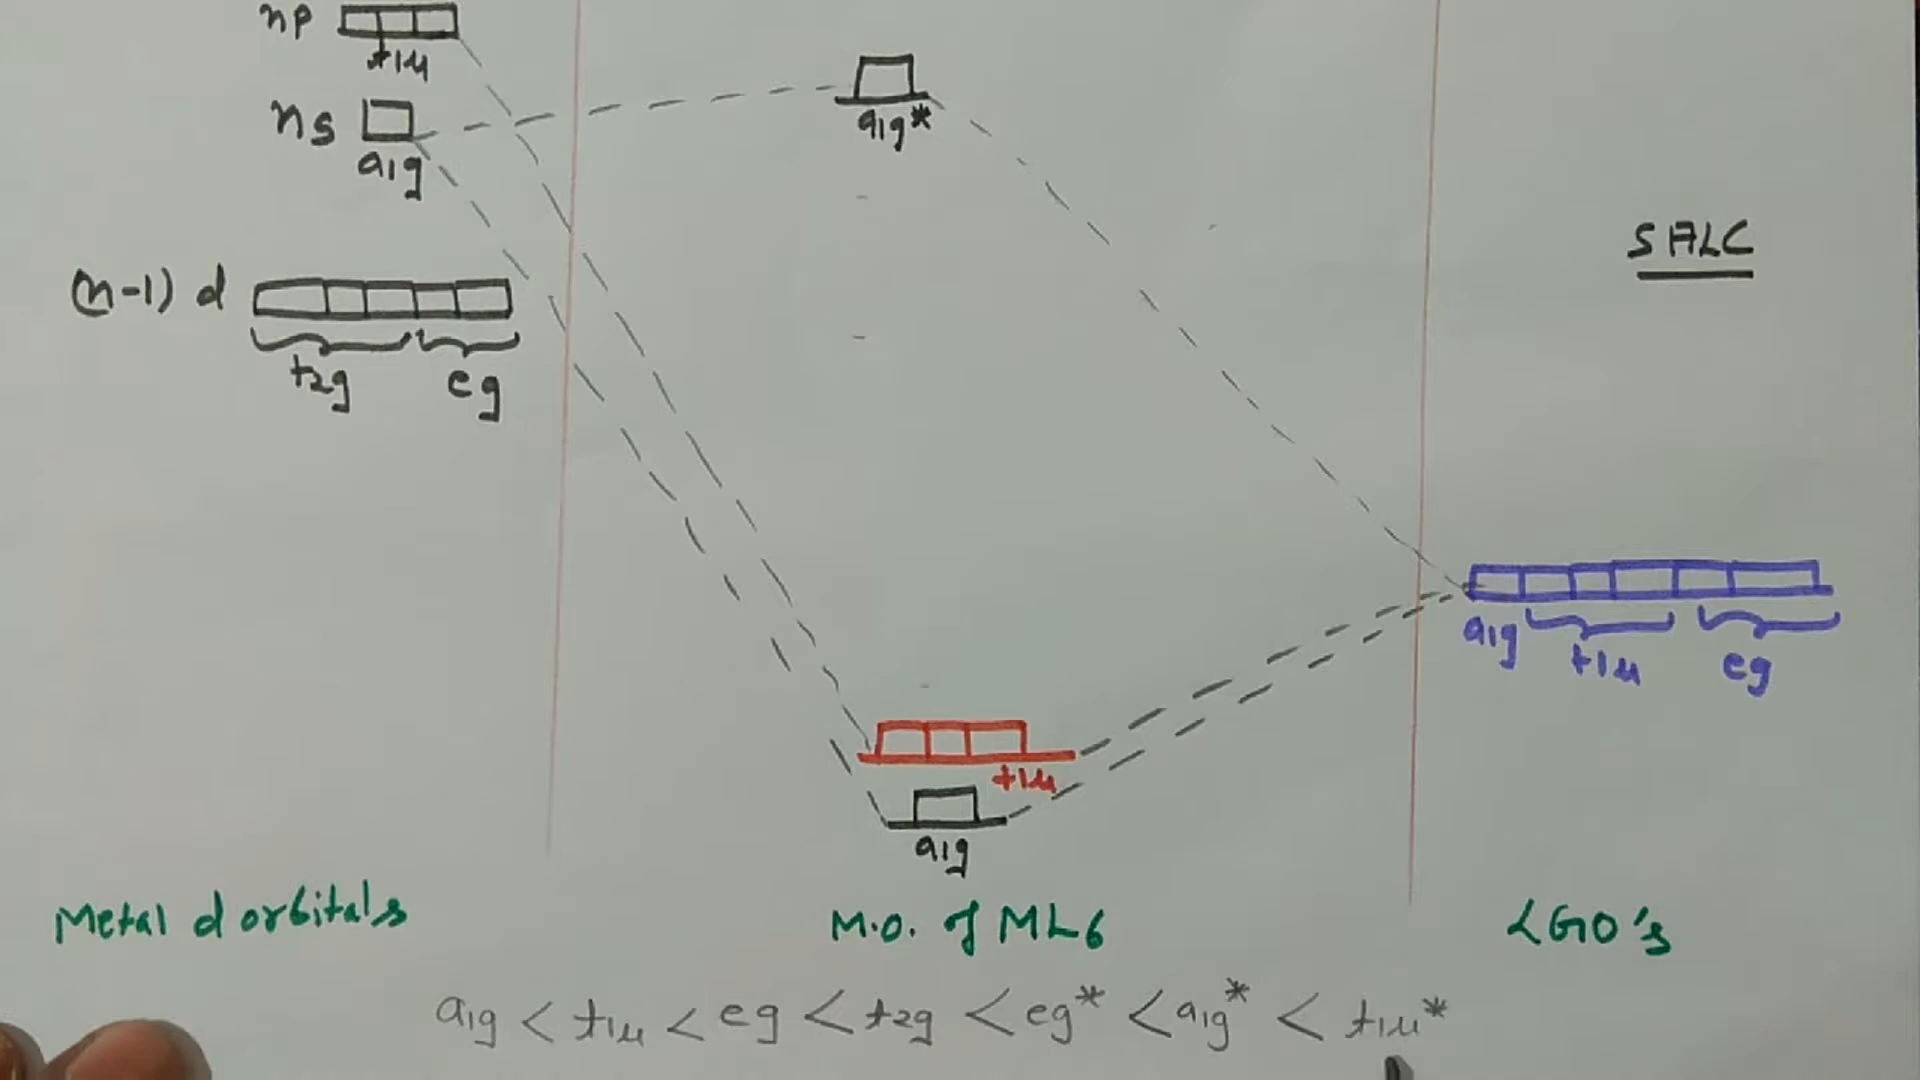 np
t1u
ns
a1g
a1g*
SALC
(n-1) d
t2g eg
a1g t1u eg
t1u
a1g
Metal d orbitals
M.O. of ML6
LGO's
a1g < t1u < eg < t2g < eg* < a1g* < t1u*